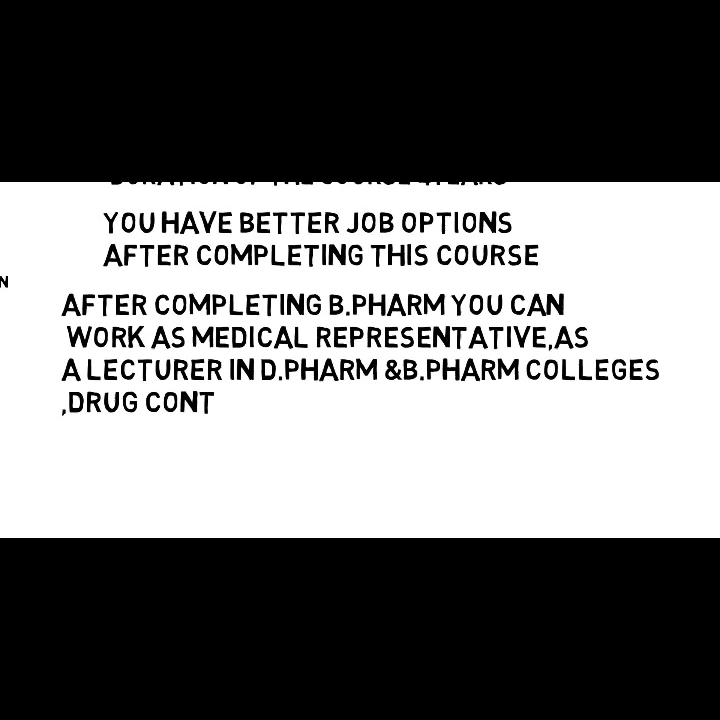 YOU HAVE BETTER JOB OPTIONS
AFTER COMPLETING THIS COURSE
N
AFTER COMPLETING B.PHARM YOU CAN
WORK AS MEDICAL REPRESENTATIVE,AS
A LECTURER IN D.PHARM &B.PHARM COLLEGES
,DRUG CONT